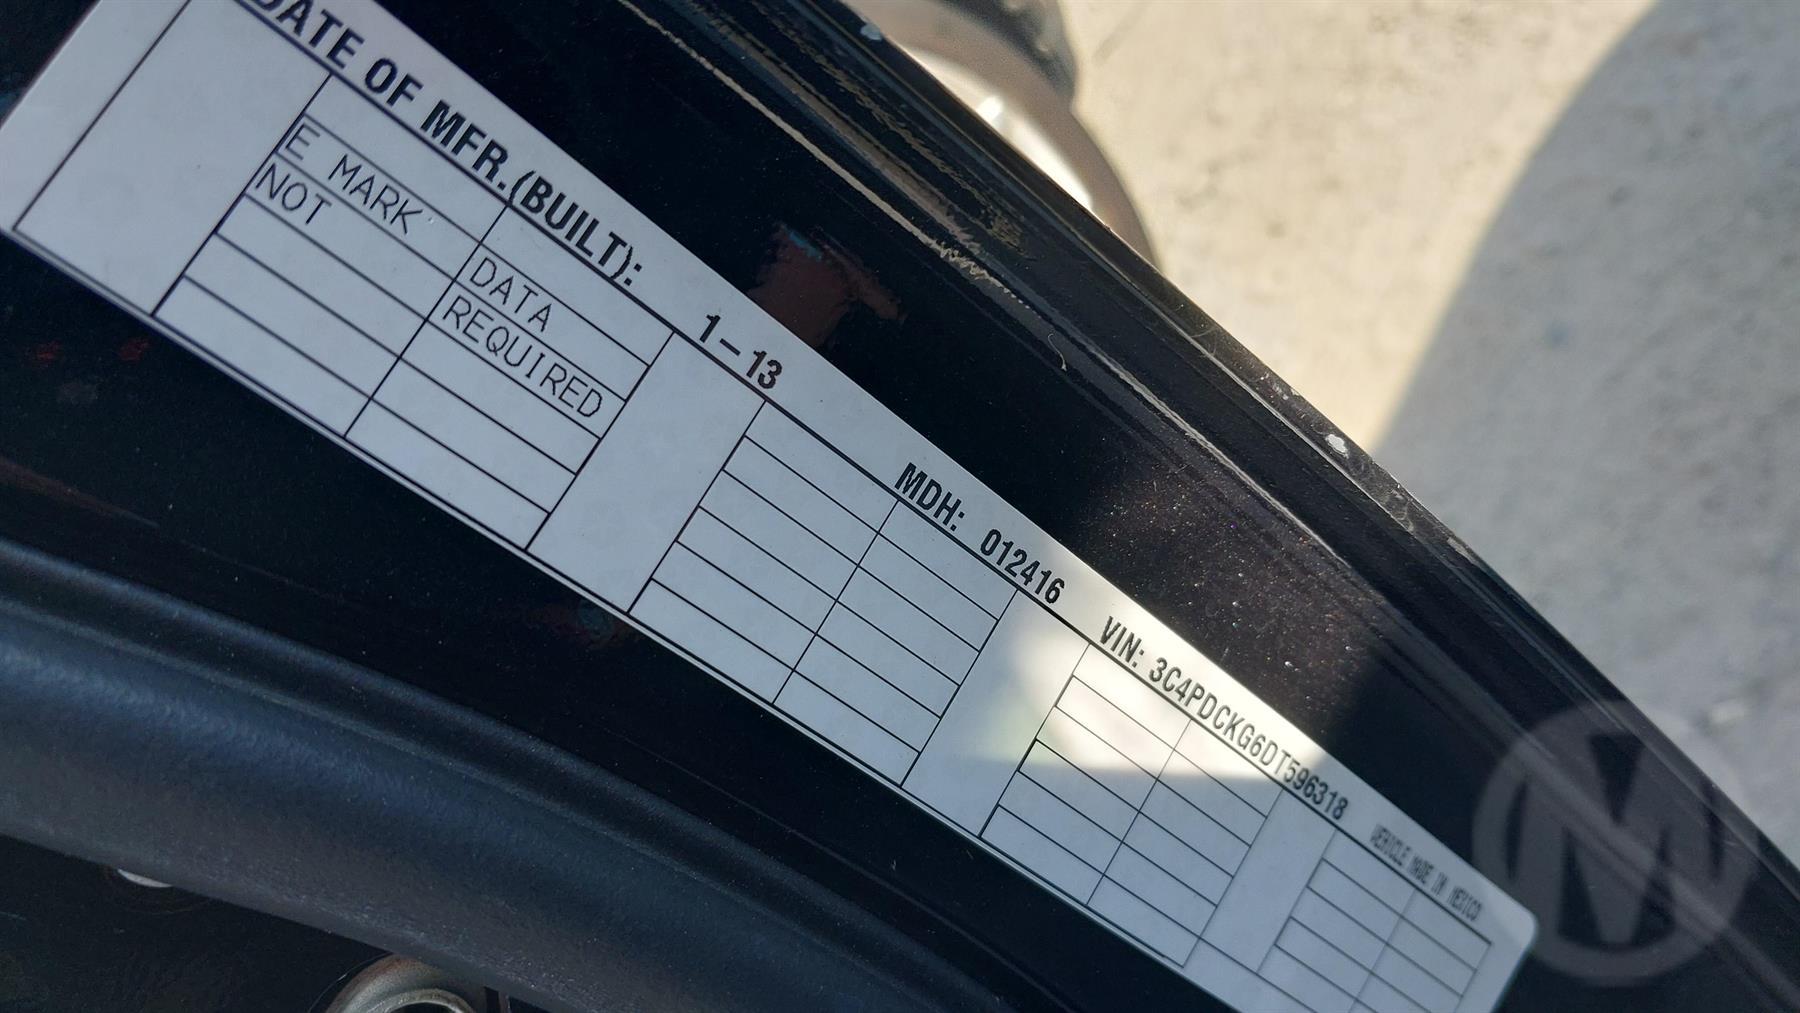 DATE OF MFR.(BUILT): 1-13 MDH: 012416 VIN: 3C4PDCKG6DT596318 VEHICLE MADE IN MEXICO
E MARK DATA
NOT REQUIRED
M